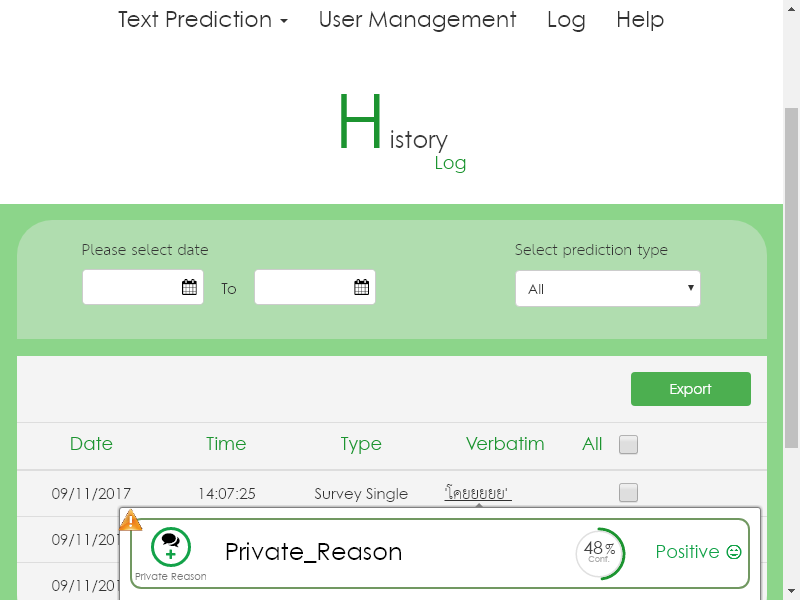 Text Prediction User Management Log Help
History
Log
Please select date Select prediction type
To All
Export
Date Time Type Verbatim All
09/11/2017 14:07:25 Survey Single 'โคยยยยย'
09/11/201
Private_Reason 48% Conf. Positive
Private Reason
09/11/201